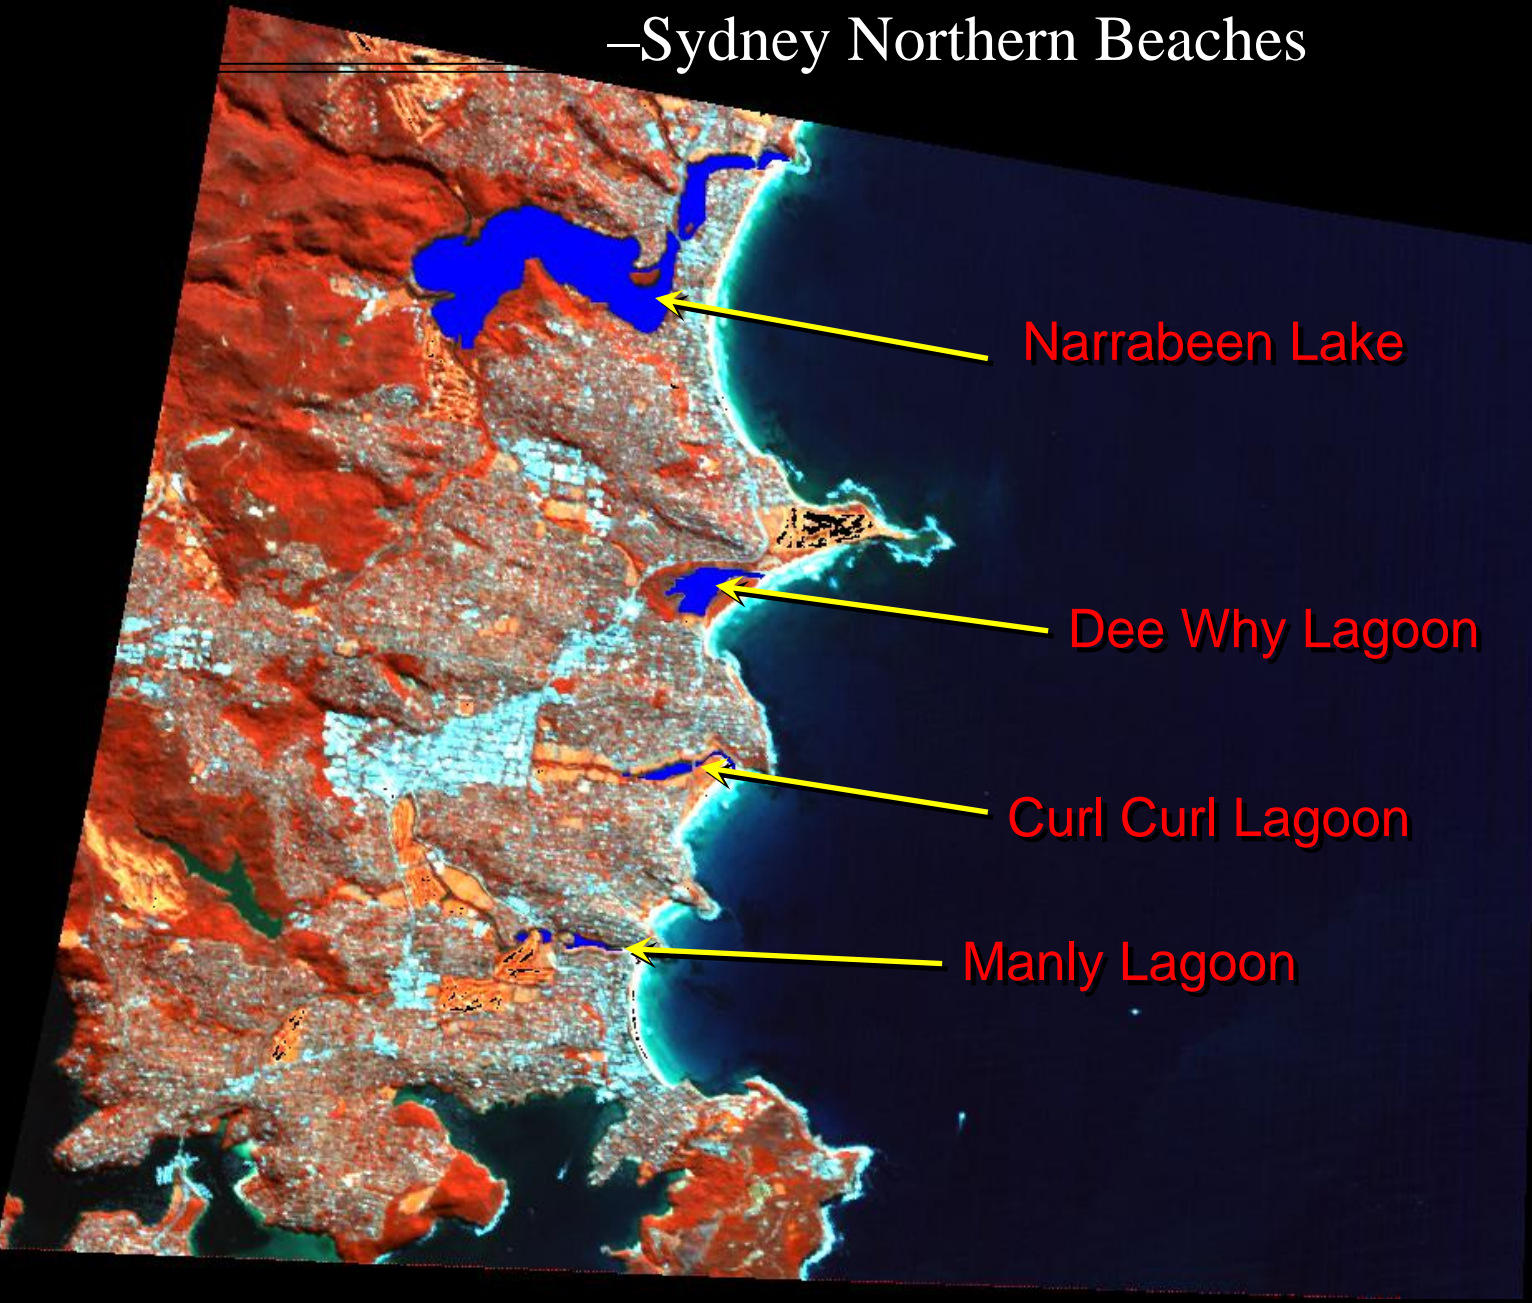 –Sydney Northern Beaches
Narrabeen Lake
Dee Why Lagoon
Curl Curl Lagoon
Manly Lagoon